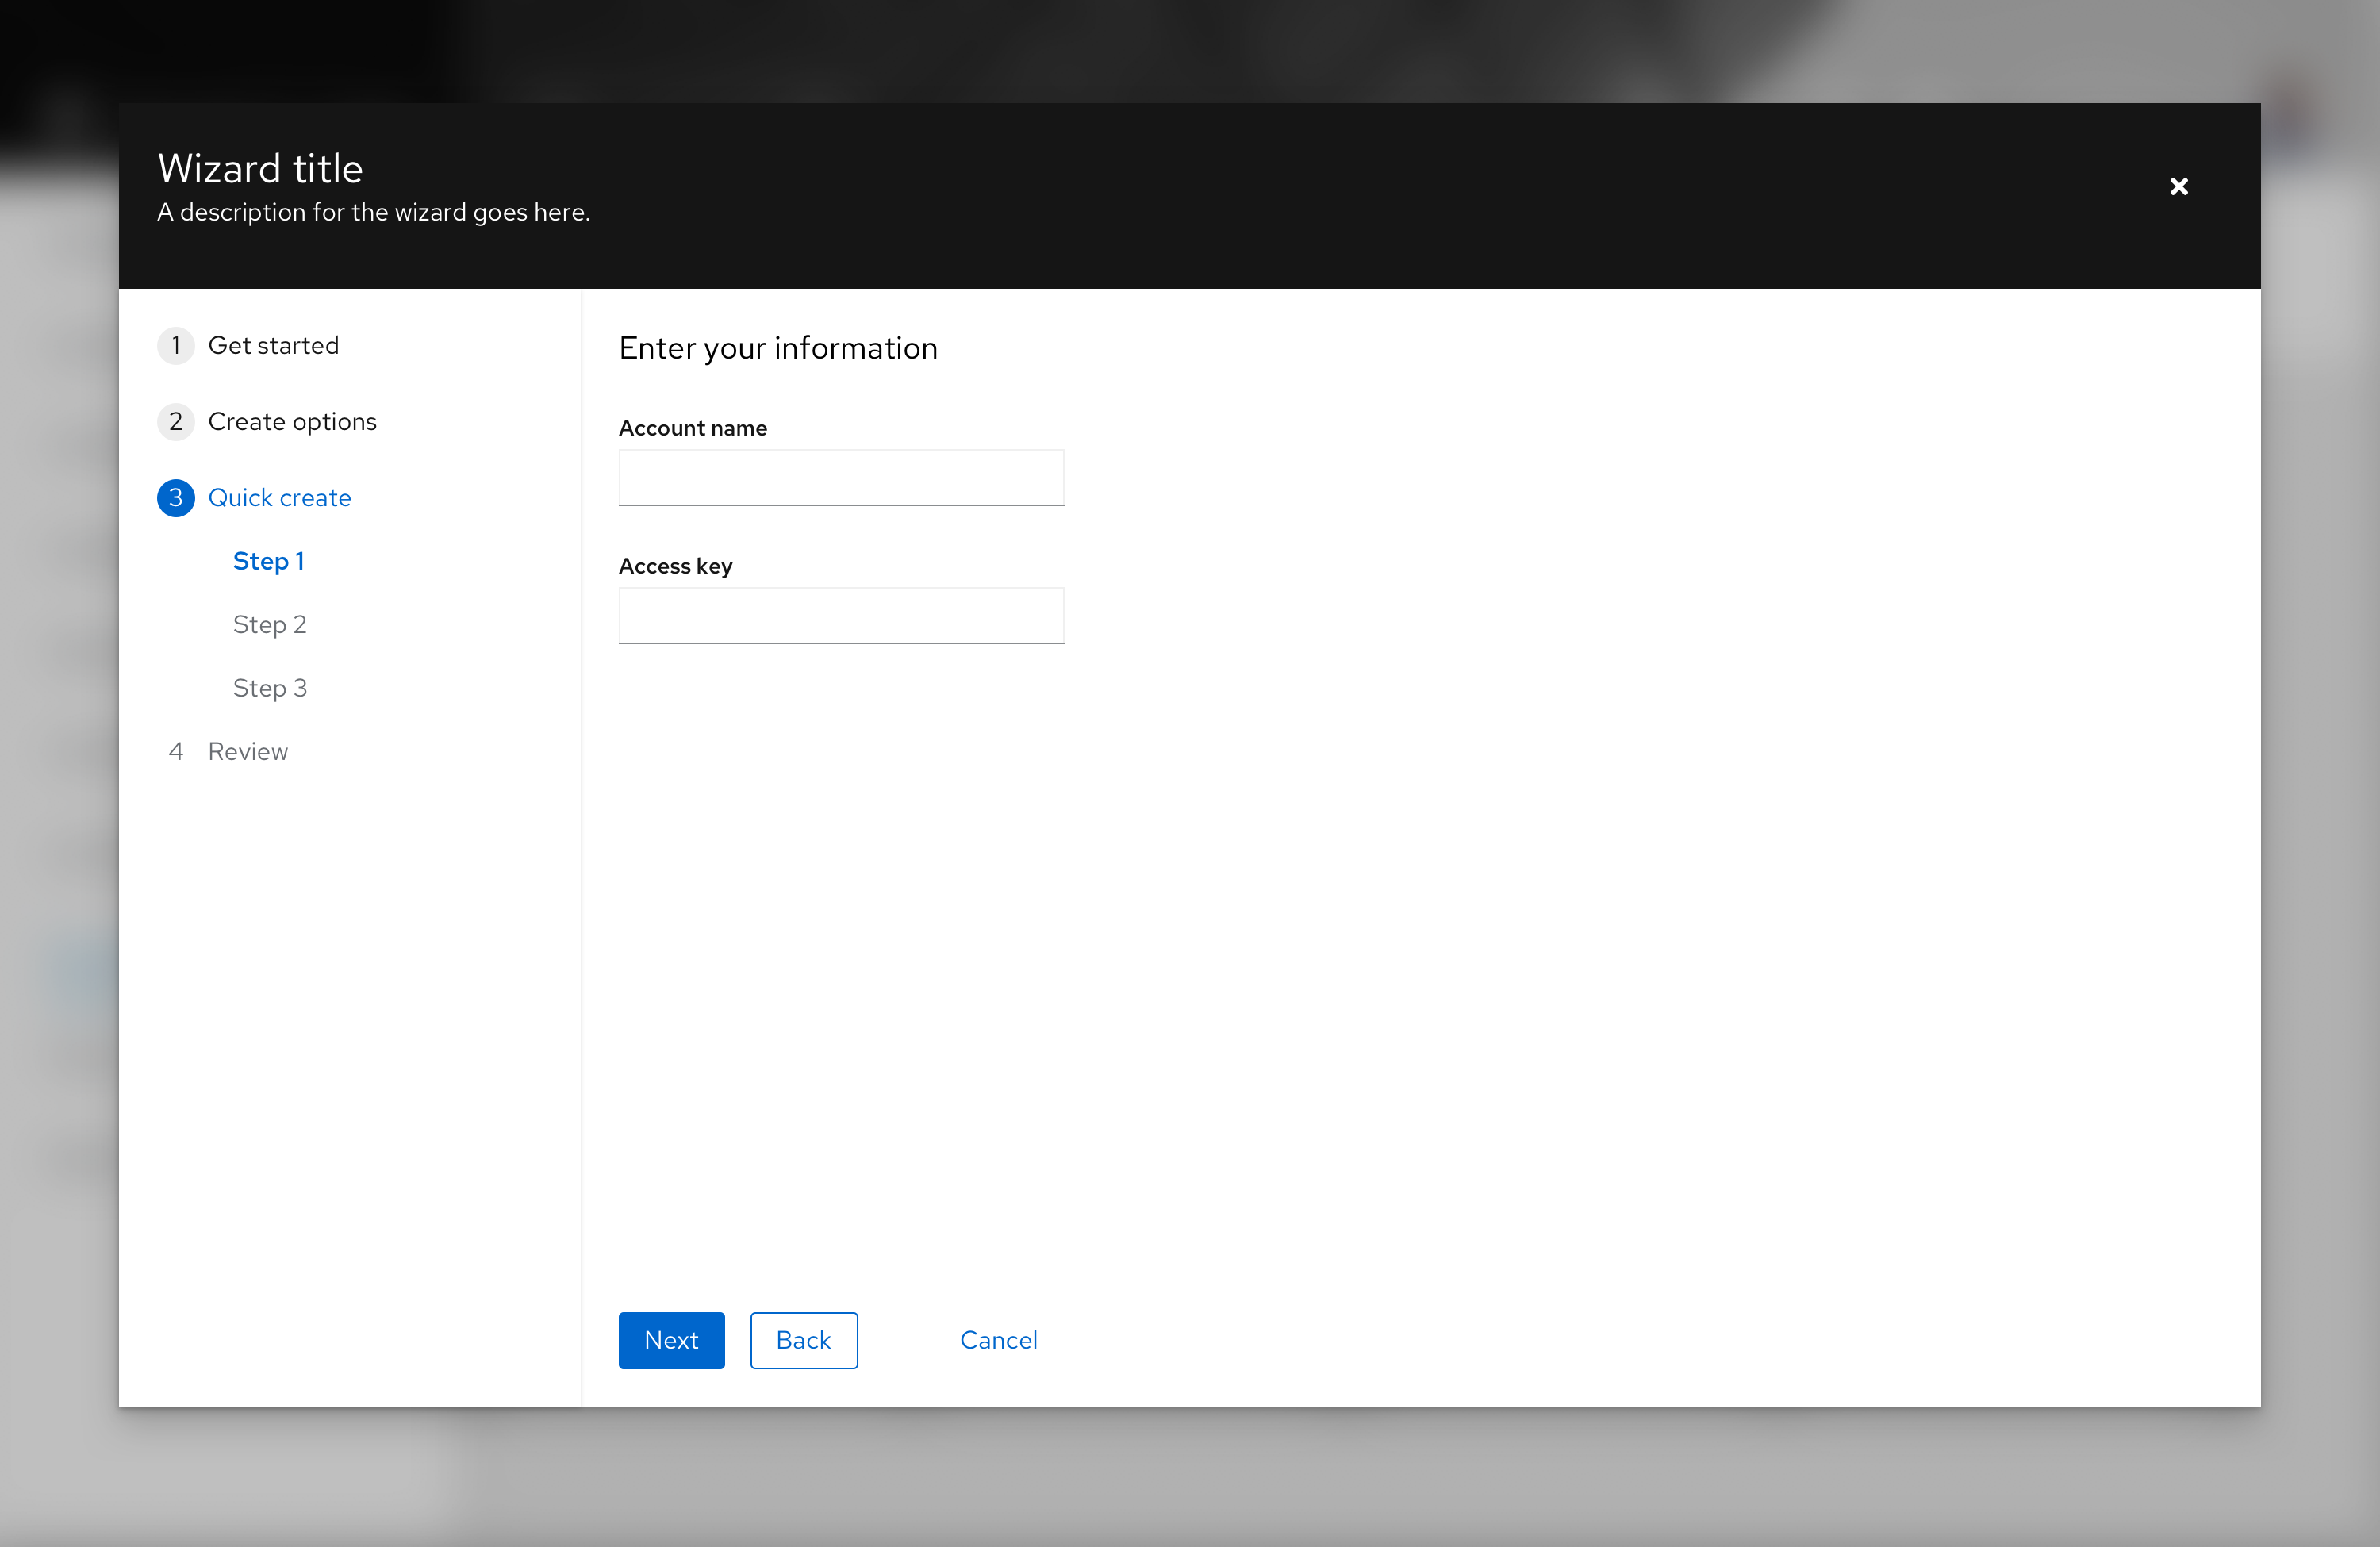 Wizard title
A description for the wizard goes here.
1 Get started
2 Create options
3 Quick create
Step 1
Step 2
Step 3
4 Review
Enter your information
Account name
Access key
Next Back Cancel